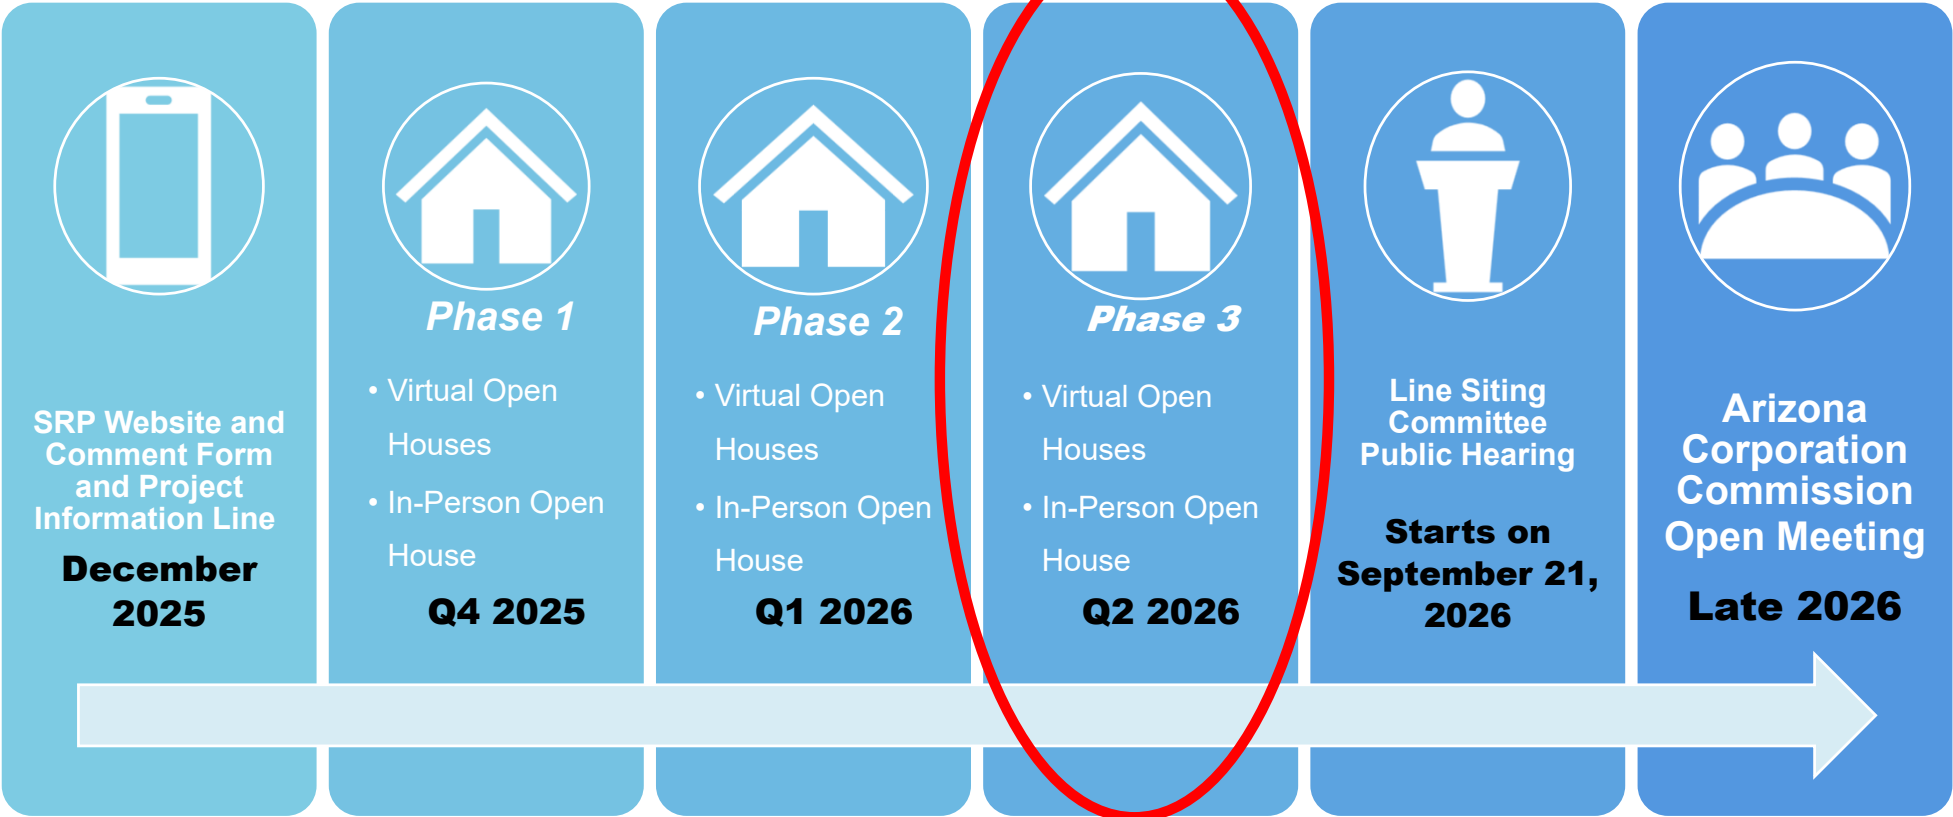 SRP Website and
Comment Form
and Project
Information Line
December
2025
Phase 1
• Virtual Open
Houses
• In-Person Open
House
Q4 2025
Phase 2
• Virtual Open
Houses
• In-Person Open
House
Q1 2026
Phase 3
• Virtual Open
Houses
• In-Person Open
House
Q2 2026
Line Siting
Committee
Public Hearing
Starts on
September 21,
2026
Arizona
Corporation
Commission
Open Meeting
Late 2026